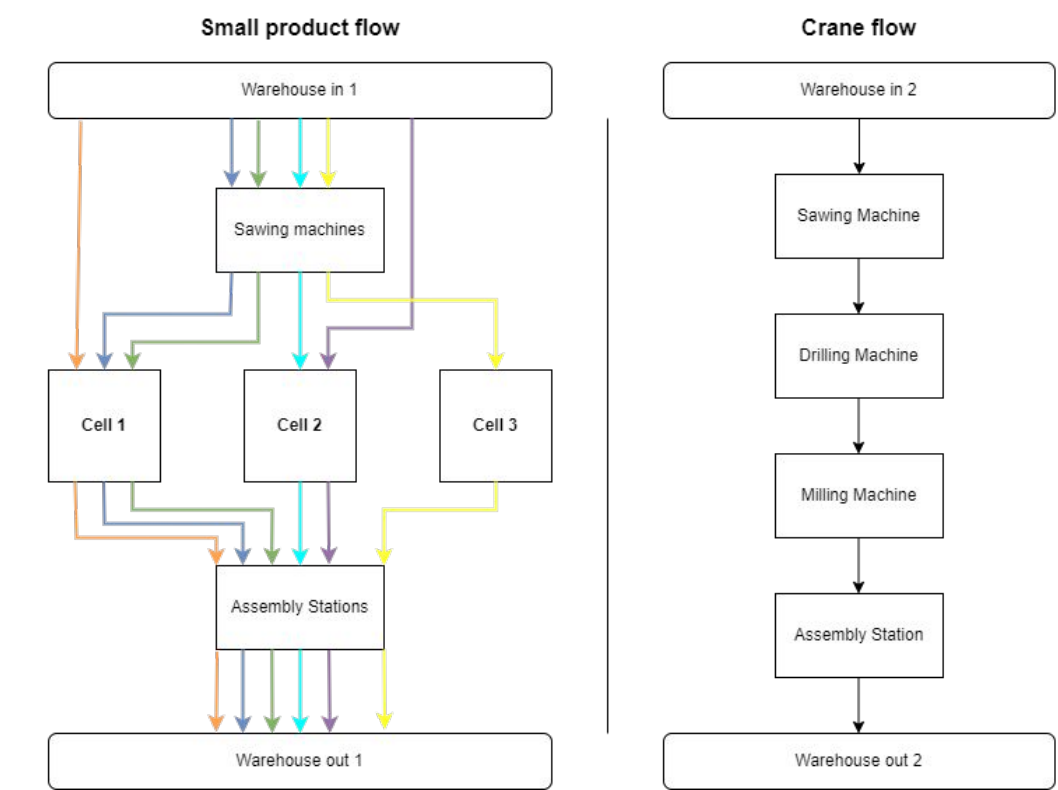 Small product flow
Warehouse in 1
Sawing machines
Cell 1
Cell 2
Cell 3
Assembly Stations
Warehouse out 1
Crane flow
Warehouse in 2
Sawing Machine
Drilling Machine
Milling Machine
Assembly Station
Warehouse out 2